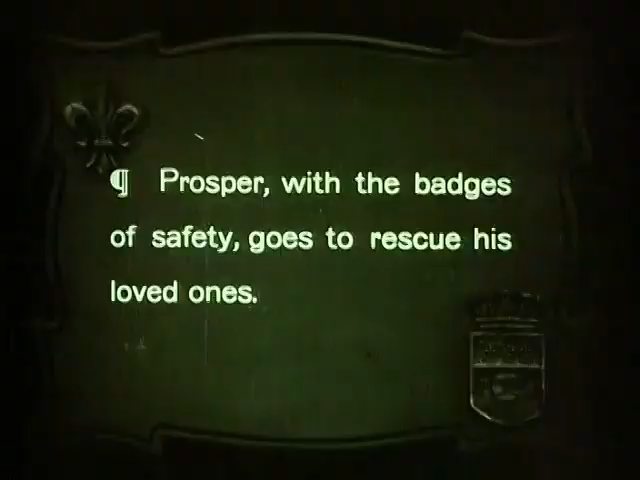 ¶ Prosper, with the badges
of safety, goes to rescue his
loved ones.